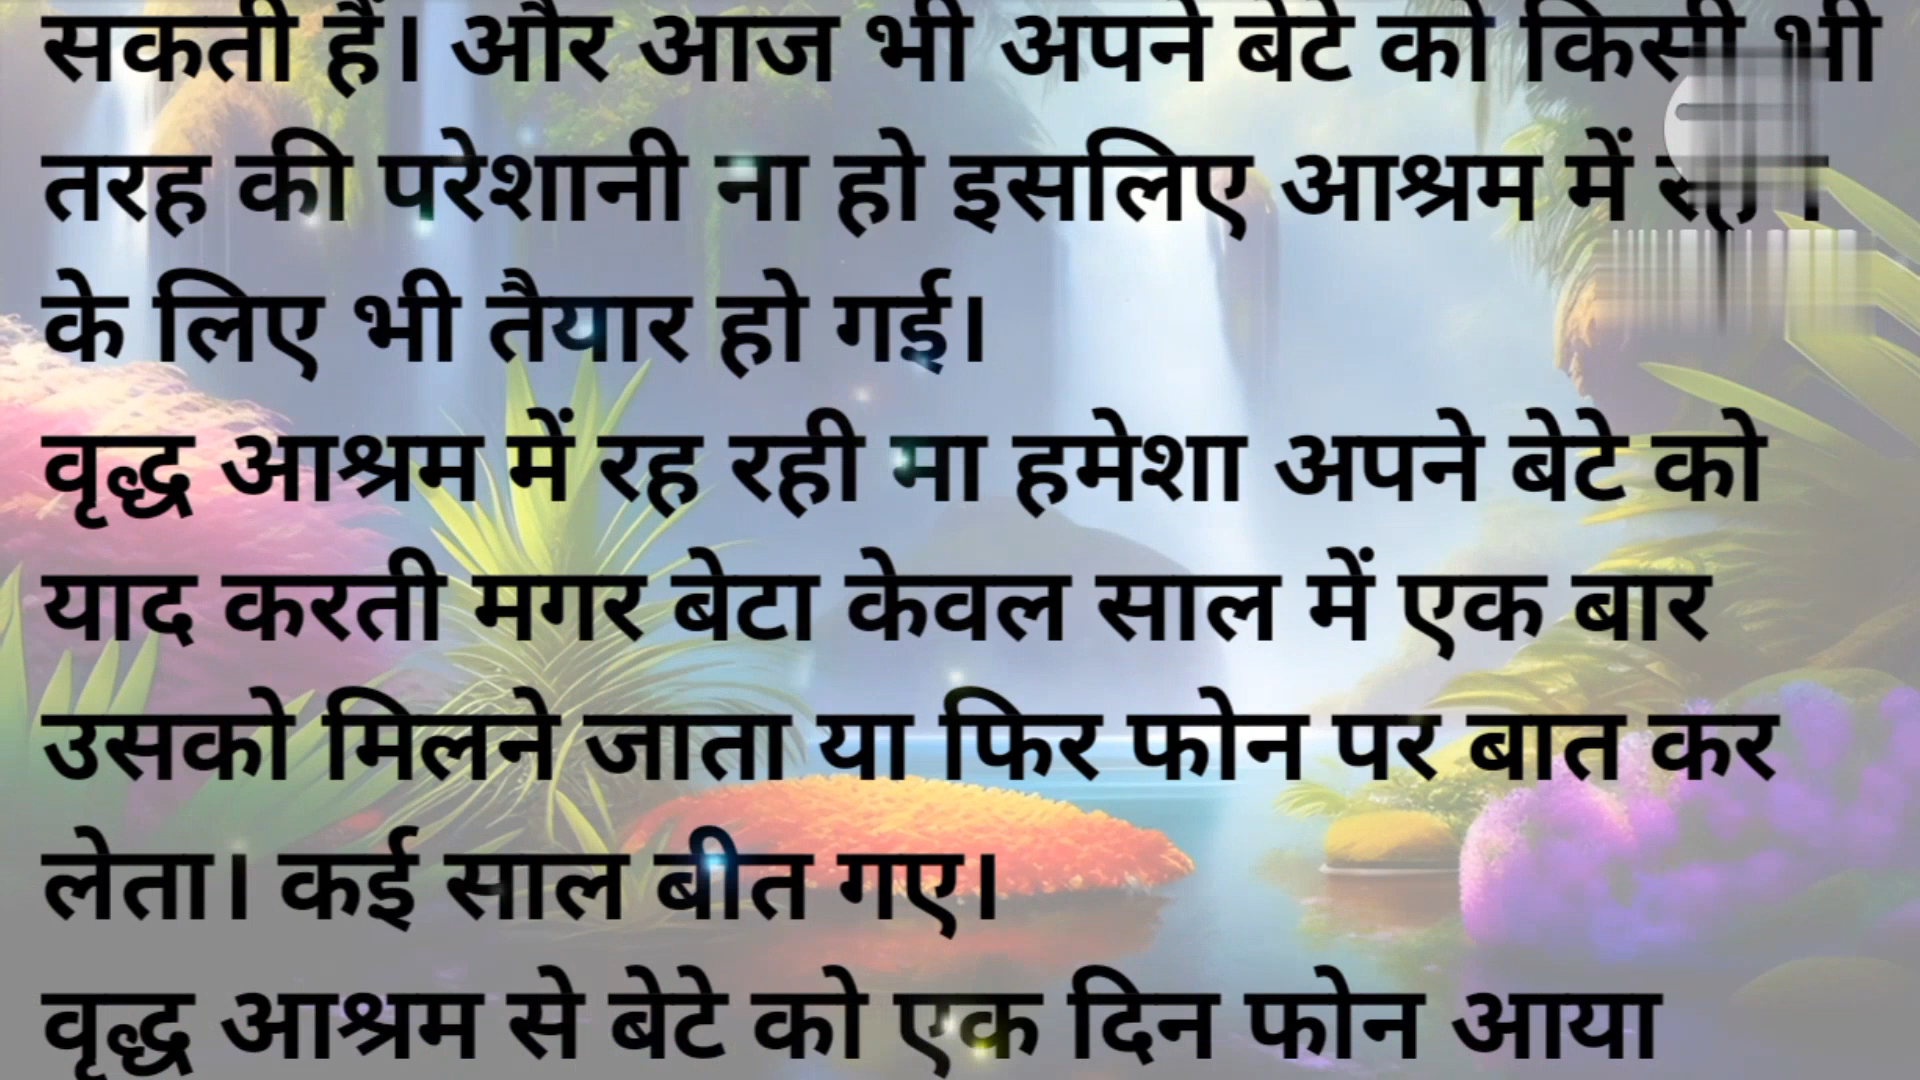 सकती हैं। और आज भी अपने बेटे को किसी भी
तरह की परेशानी ना हो इसलिए आश्रम में
के लिए भी तैयार हो गई।
वृद्ध आश्रम में रह रही मा हमेशा अपने बेटे को
याद करती मगर बेटा केवल साल में एक बार
उसको मिलने जाता या फिर फोन पर बात कर
लेता। कई साल बीत गए।
वृद्ध आश्रम से बेटे को एक दिन फोन आया